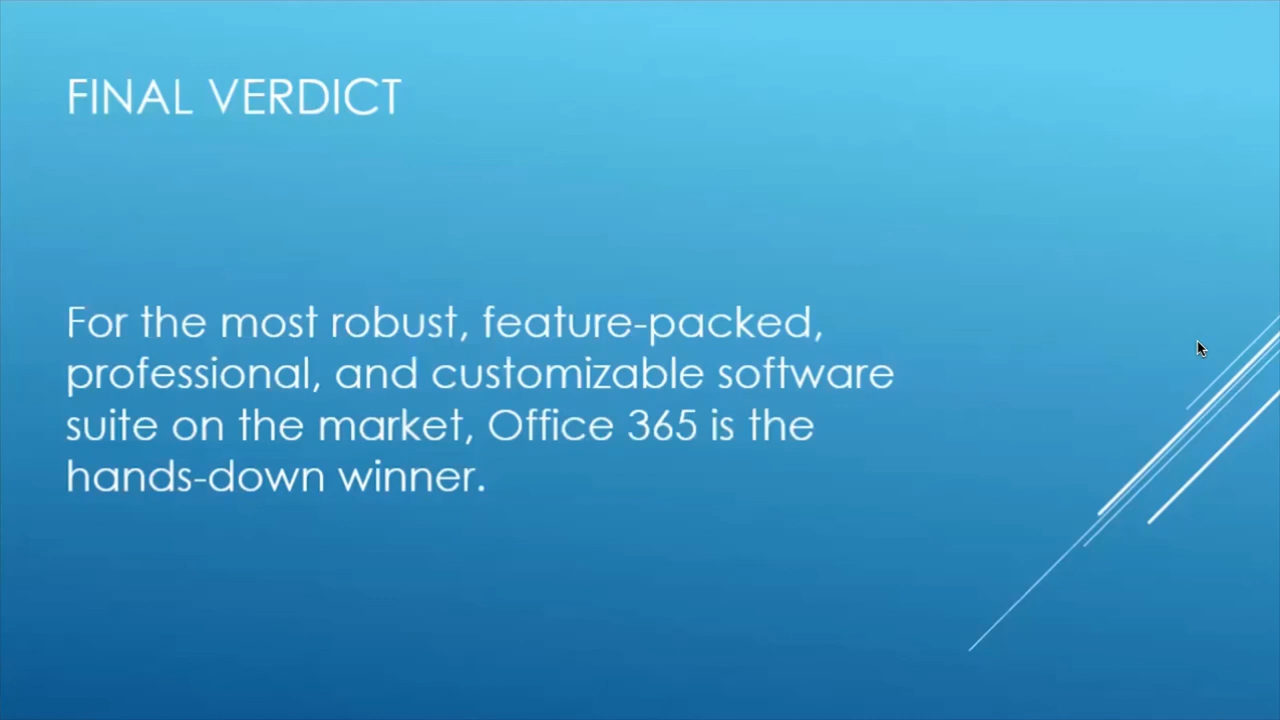 FINAL VERDICT
For the most robust, feature-packed,
professional, and customizable software
suite on the market, Office 365 is the
hands-down winner.